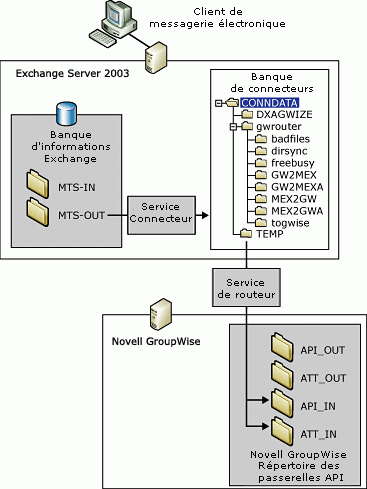 Client de
messagerie électronique
Exchange Server 2003
Banque
de connecteurs
CONNDATA
DXAGWIZE
gwrouter
badfiles
dirsync
freebusy
GW2MEX
GW2MEXA
MEX2GW
MEX2GWA
togwise
TEMP
Banque
d'informations
Exchange
MTS-IN
MTS-OUT
Service
Connecteur
Service
de routeur
Novell GroupWise
API_OUT
ATT_OUT
API_IN
ATT_IN
Novell GroupWise
Répertoire des
passerelles API